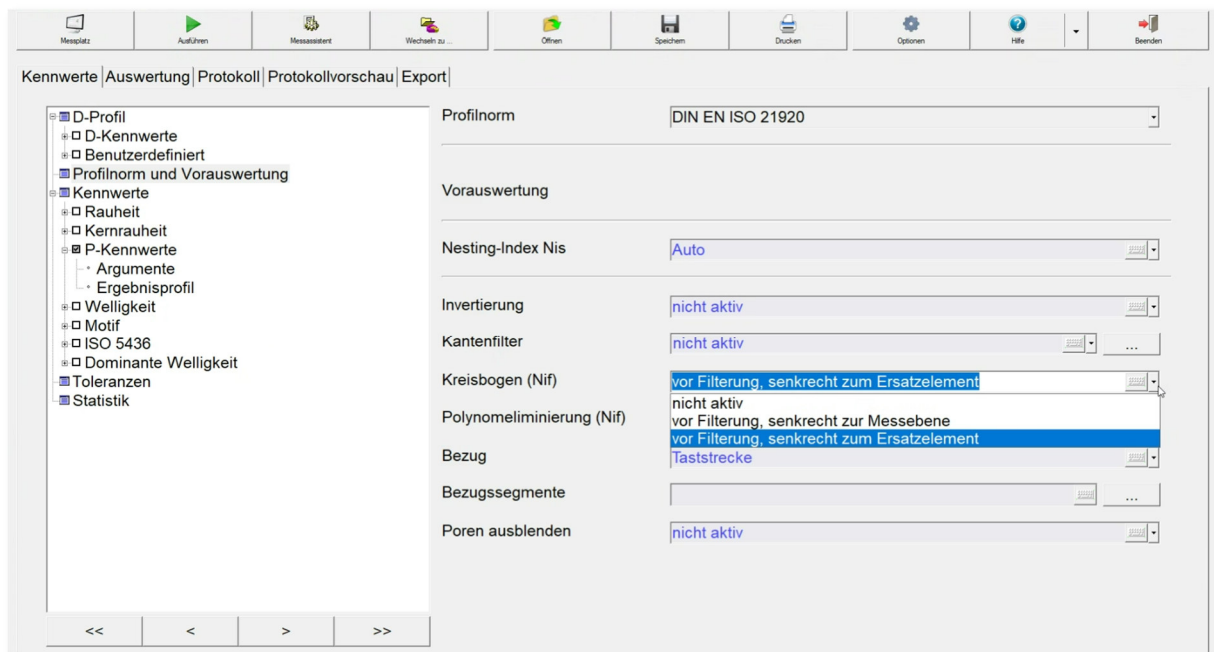 Messplatz
Ausführen
Messassistent
Wechseln zu ...
Öffnen
Speichern
Drucken
Optionen
Hilfe
Beenden
Kennwerte Auswertung Protokoll Protokollvorschau Export
D-Profil
D-Kennwerte
Benutzerdefiniert
Profilnorm und Vorauswertung
Kennwerte
Rauheit
Kernrauheit
P-Kennwerte
Argumente
Ergebnisprofil
Welligkeit
Motif
ISO 5436
Dominante Welligkeit
Toleranzen
Statistik
<< < > >>
Profilnorm DIN EN ISO 21920
Vorauswertung
Nesting-Index Nis Auto
Invertierung nicht aktiv
Kantenfilter nicht aktiv ...
Kreisbogen (Nif) vor Filterung, senkrecht zum Ersatzelement
nicht aktiv
Polynomeliminierung (Nif) vor Filterung, senkrecht zur Messebene
vor Filterung, senkrecht zum Ersatzelement
Bezug Taststrecke
Bezugssegmente ...
Poren ausblenden nicht aktiv